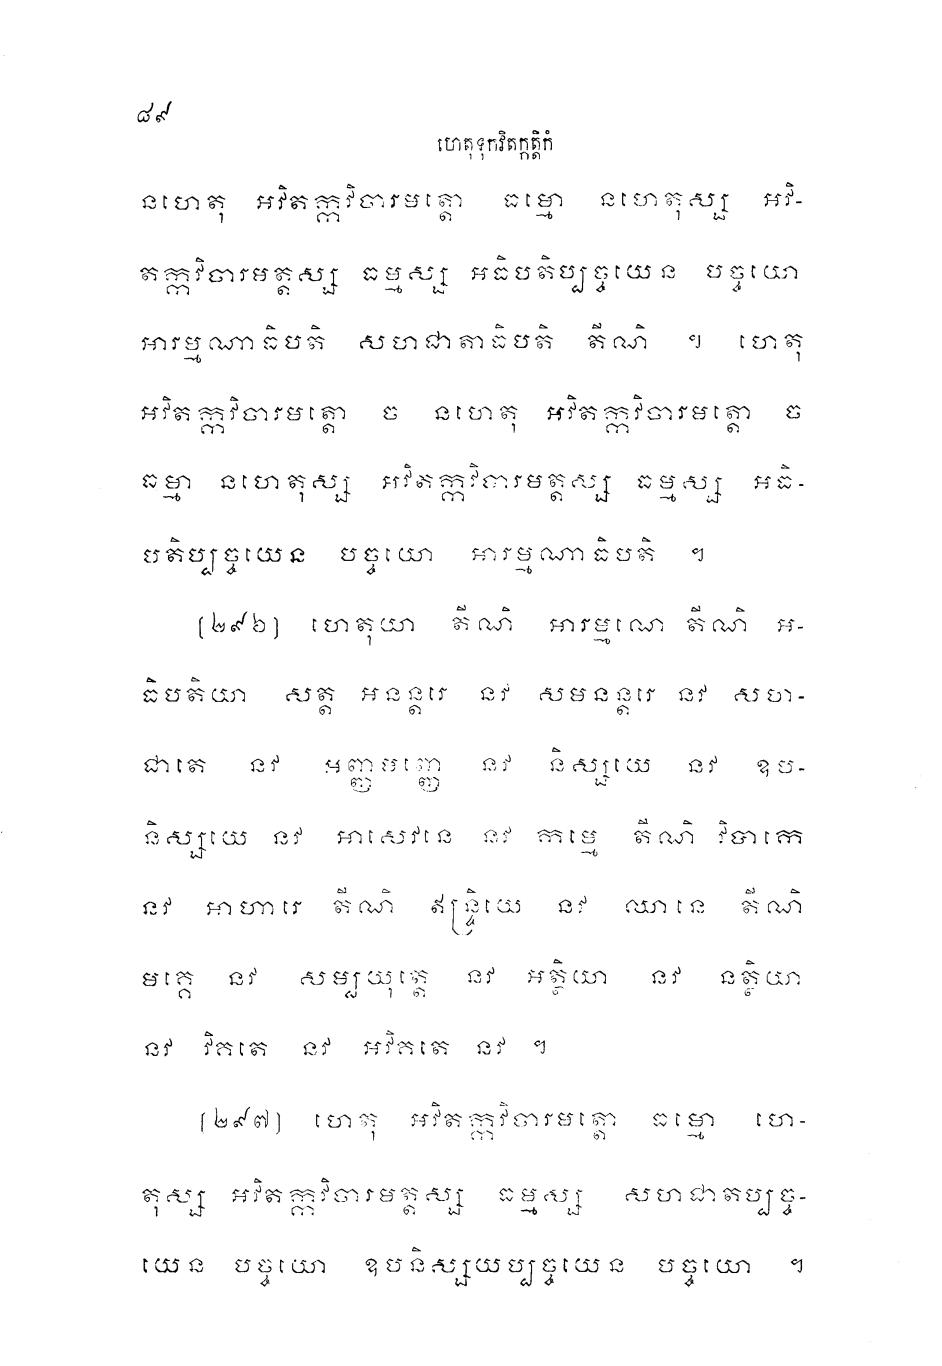 ៨៩
ហេតុទុកវិតក្កត្តិកំ
នហេតុ អវិតក្កវិចារមត្តោ ធម្មោ នហេតុស្ស អវិ-
តក្កវិចារមត្តស្ស ធម្មស្ស អធិបតិប្បច្ចយេន បច្ចយោ
អារម្មណាធិបតិ សហជាតាធិបតិ តីណិ ។ ហេតុ
អវិតក្កវិចារមត្តោ ច នហេតុ អវិតក្កវិចារមត្តោ ច
ធម្មា នហេតុស្ស អវិតក្កវិចារមត្តស្ស ធម្មស្ស អធិ-
បតិប្បច្ចយេន បច្ចយោ អារម្មណាធិបតិ ។
[២៩៦] ហេតុយា តីណិ អារម្មណេ តីណិ អ-
ធិបតិយា សត្ត អនន្តរេ នវ សមនន្តរេ នវ សហ-
ជាតេ នវ អញ្ញមញ្ញេ នវ និស្សយេ នវ ឧប-
និស្សយេ នវ អាសេវនេ នវ កម្មេ តីណិ វិបាកេ
នវ អាហារេ តីណិ ឥន្ទ្រិយេ នវ ឈានេ តីណិ
មគ្គេ នវ សម្បយុត្តេ នវ អត្ថិយា នវ នត្ថិយា
នវ វិគតេ នវ អវិគតេ នវ ។
[២៩៧] ហេតុ អវិតក្កវិចារមត្តោ ធម្មោ ហេ-
តុស្ស អវិតក្កវិចារមត្តស្ស ធម្មស្ស សហជាតប្បច្ច-
យេន បច្ចយោ ឧបនិស្សយប្បច្ចយេន បច្ចយោ ។